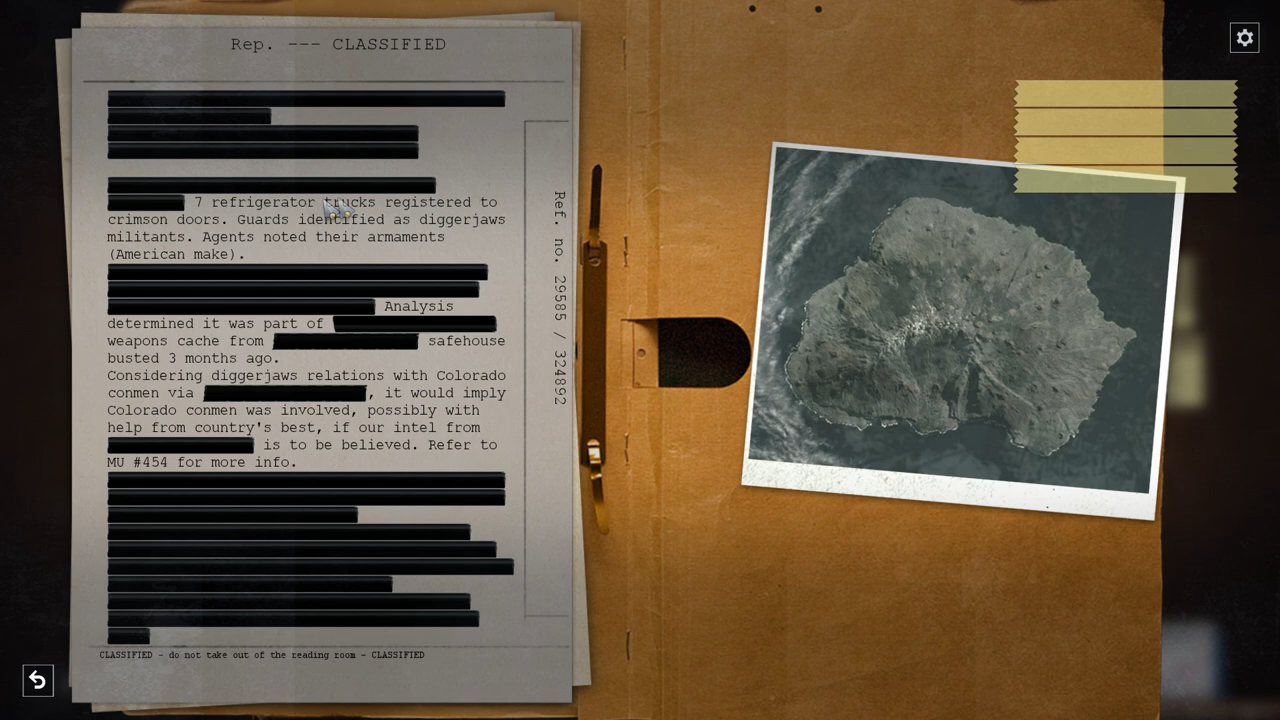 Rep. --- CLASSIFIED
7 refrigerator trucks registered to
crimson doors. Guards identified as diggerjaws
militants. Agents noted their armaments
(American make).
Analysis
determined it was part of
weapons cache from safehouse
busted 3 months ago.
Considering diggerjaws relations with Colorado
conmen via , it would imply
Colorado conmen was involved, possibly with
help from country's best, if our intel from
is to be believed. Refer to
MU #454 for more info.
CLASSIFIED - do not take out of the reading room - CLASSIFIED
Ref. no. 29585 / 324892